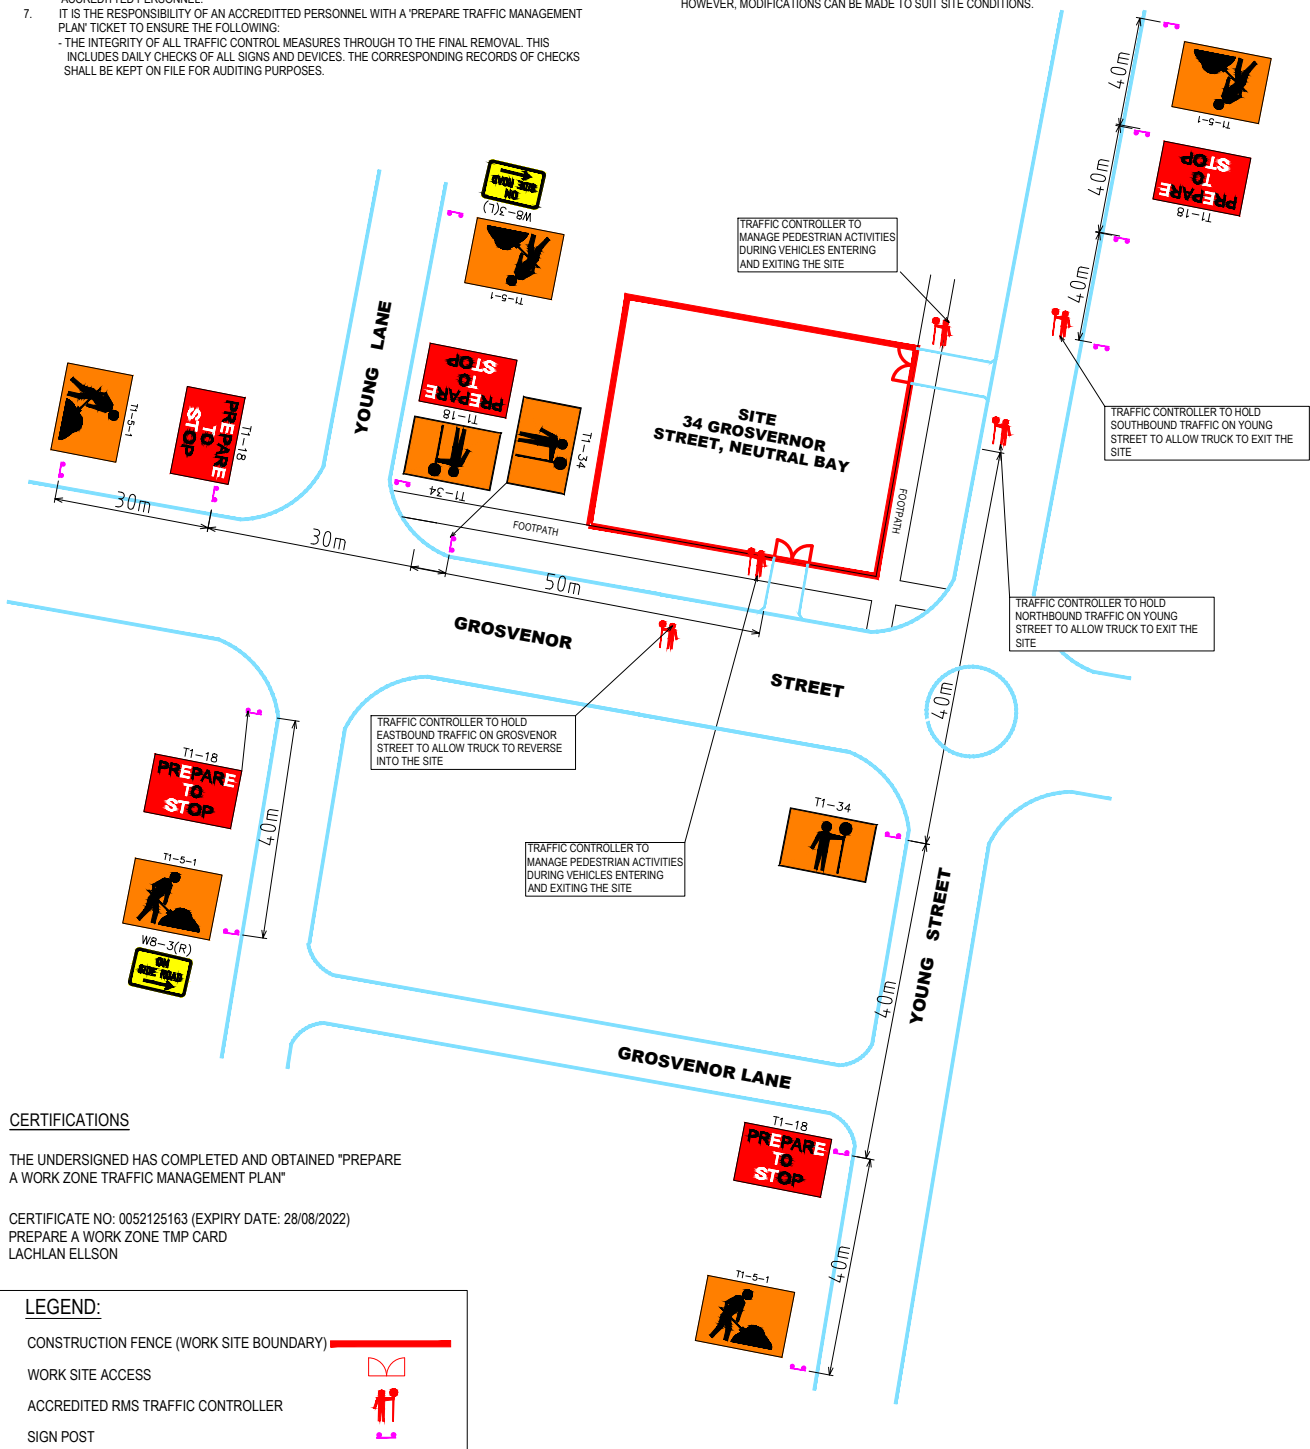 ACCREDITTED PERSONNEL.
7. IT IS THE RESPONSIBILITY OF AN ACCREDITTED PERSONNEL WITH A 'PREPARE TRAFFIC MANAGEMENT
PLAN' TICKET TO ENSURE THE FOLLOWING:
- THE INTEGRITY OF ALL TRAFFIC CONTROL MEASURES THROUGH TO THE FINAL REMOVAL. THIS
INCLUDES DAILY CHECKS OF ALL SIGNS AND DEVICES. THE CORRESPONDING RECORDS OF CHECKS
SHALL BE KEPT ON FILE FOR AUDITING PURPOSES.
HOWEVER, MODIFICATIONS CAN BE MADE TO SUIT SITE CONDITIONS.
40m
T1-5-1
40m
PREPARE
TO
STOP
T1-18
40m
ON
SIDE ROAD
W8-3(L)
T1-5-1
TRAFFIC CONTROLLER TO
MANAGE PEDESTRIAN ACTIVITIES
DURING VEHICLES ENTERING
AND EXITING THE SITE
YOUNG LANE
PREPARE
TO
STOP
T1-18
T1-34
T1-34
T1-5-1
PREPARE
TO
STOP
T1-18
30m
30m
50m
SITE
34 GROSVERNOR
STREET, NEUTRAL BAY
FOOTPATH
FOOTPATH
TRAFFIC CONTROLLER TO HOLD
SOUTHBOUND TRAFFIC ON YOUNG
STREET TO ALLOW TRUCK TO EXIT THE
SITE
TRAFFIC CONTROLLER TO HOLD
NORTHBOUND TRAFFIC ON YOUNG
STREET TO ALLOW TRUCK TO EXIT THE
SITE
GROSVENOR
STREET
40m
TRAFFIC CONTROLLER TO HOLD
EASTBOUND TRAFFIC ON GROSVENOR
STREET TO ALLOW TRUCK TO REVERSE
INTO THE SITE
T1-18
PREPARE
TO
STOP
40m
T1-5-1
W8-3(R)
ON
SIDE ROAD
T1-34
TRAFFIC CONTROLLER TO
MANAGE PEDESTRIAN ACTIVITIES
DURING VEHICLES ENTERING
AND EXITING THE SITE
YOUNG STREET
40m
GROSVENOR LANE
T1-18
PREPARE
TO
STOP
40m
T1-5-1
CERTIFICATIONS
THE UNDERSIGNED HAS COMPLETED AND OBTAINED "PREPARE
A WORK ZONE TRAFFIC MANAGEMENT PLAN"
CERTIFICATE NO: 0052125163 (EXPIRY DATE: 28/08/2022)
PREPARE A WORK ZONE TMP CARD
LACHLAN ELLSON
LEGEND:
CONSTRUCTION FENCE (WORK SITE BOUNDARY)
WORK SITE ACCESS
ACCREDITED RMS TRAFFIC CONTROLLER
SIGN POST